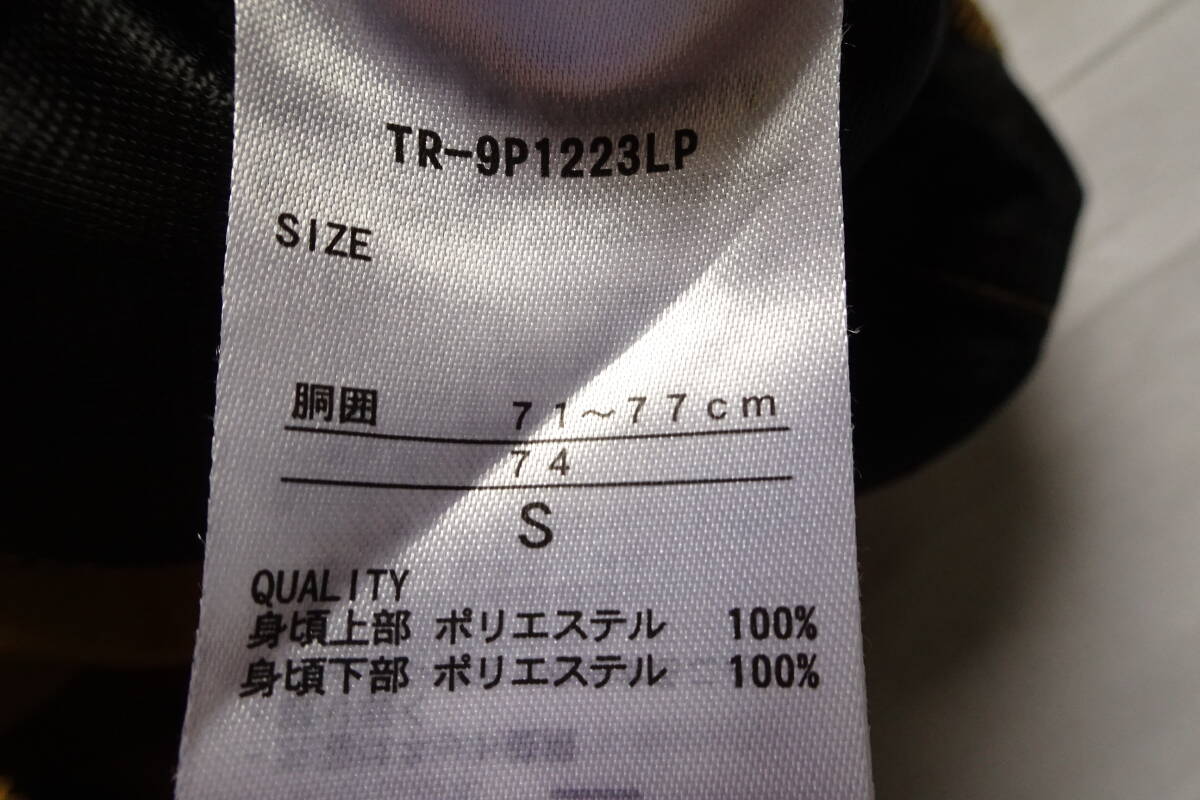 TR-9P1223LP
SIZE
胴囲 71～77cm
74
S
QUALITY
身頃上部 ポリエステル 100%
身頃下部 ポリエステル 100%